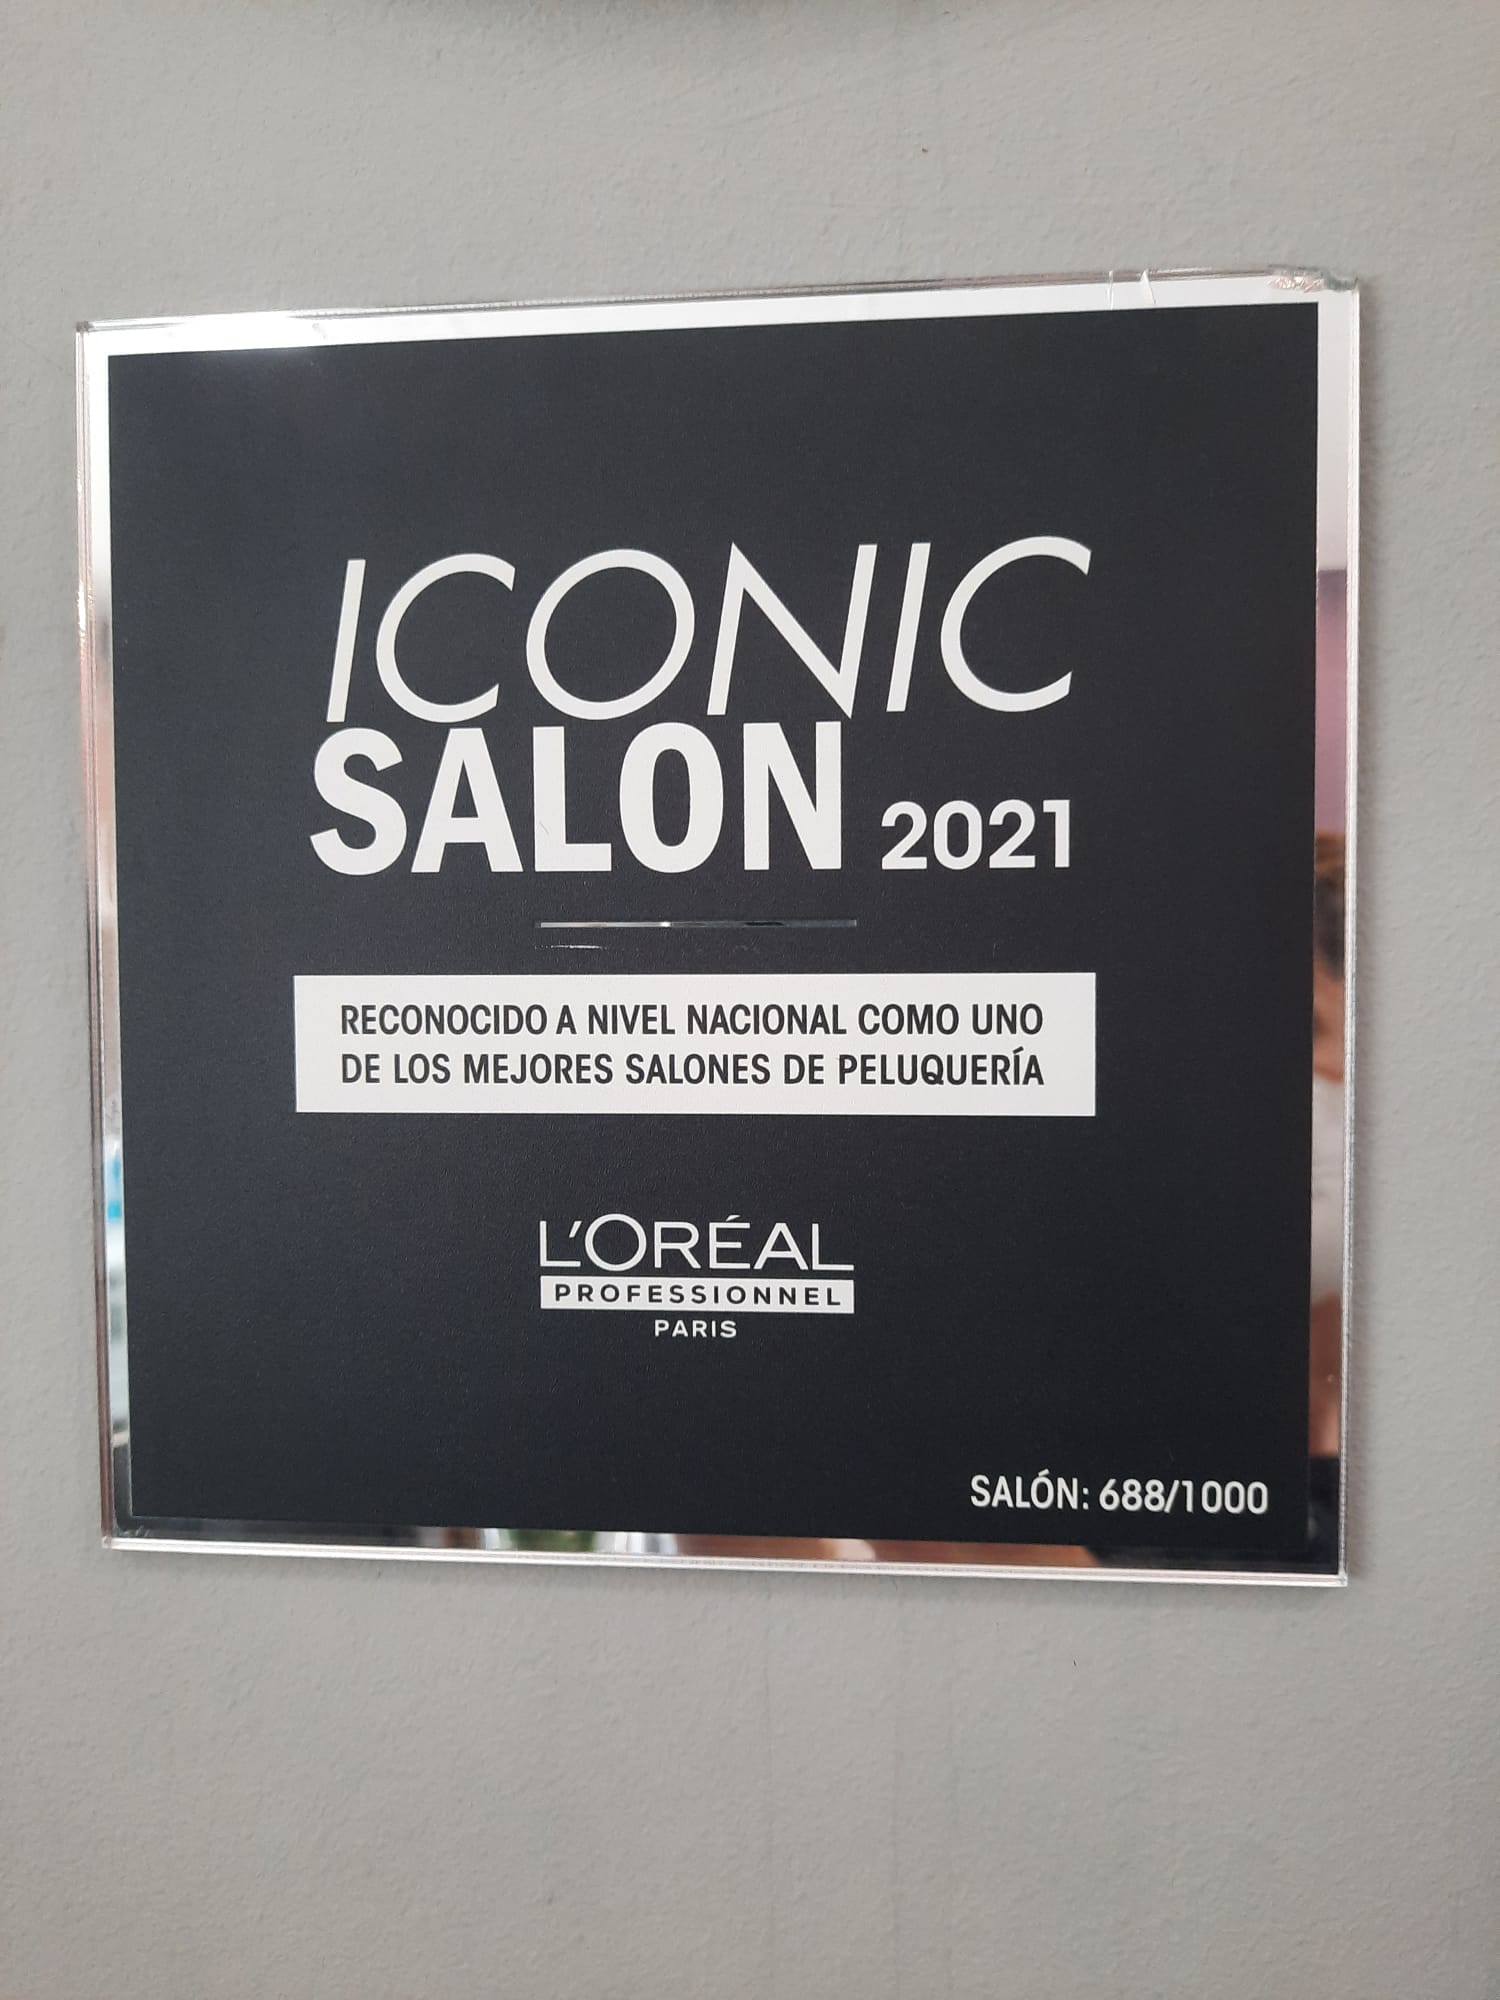 ICONIC
SALON 2021
RECONOCIDO A NIVEL NACIONAL COMO UNO
DE LOS MEJORES SALONES DE PELUQUERÍA
L'ORÉAL
PROFESSIONNEL
PARIS
SALÓN: 688/1000